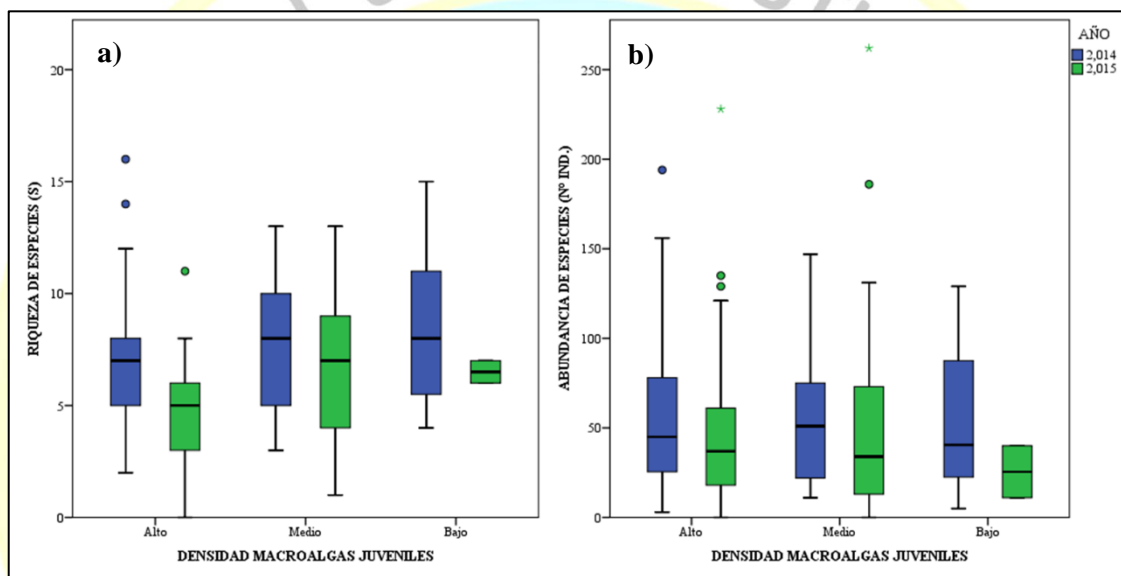 a)
RIQUEZA DE ESPECIES (S)
20
15
10
5
0
Alto Medio Bajo
DENSIDAD MACROALGAS JUVENILES
b)
ABUNDANCIA DE ESPECIES (Nº IND.)
250
200
150
100
50
0
Alto Medio Bajo
DENSIDAD MACROALGAS JUVENILES
AÑO
2,014
2,015